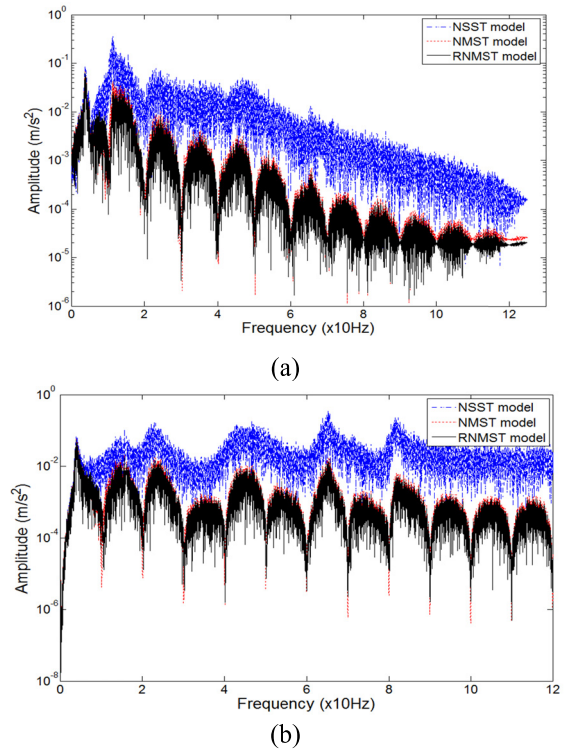 10^0
10^-1
10^-2
10^-3
10^-4
10^-5
10^-6
Amplitude (m/s^2)
NSST model
NMST model
RNMST model
0 2 4 6 8 10 12
Frequency (x10Hz)
(a)
10^0
10^-2
10^-4
10^-6
10^-8
Amplitude (m/s^2)
NSST model
NMST model
RNMST model
0 2 4 6 8 10 12
Frequency (x10Hz)
(b)